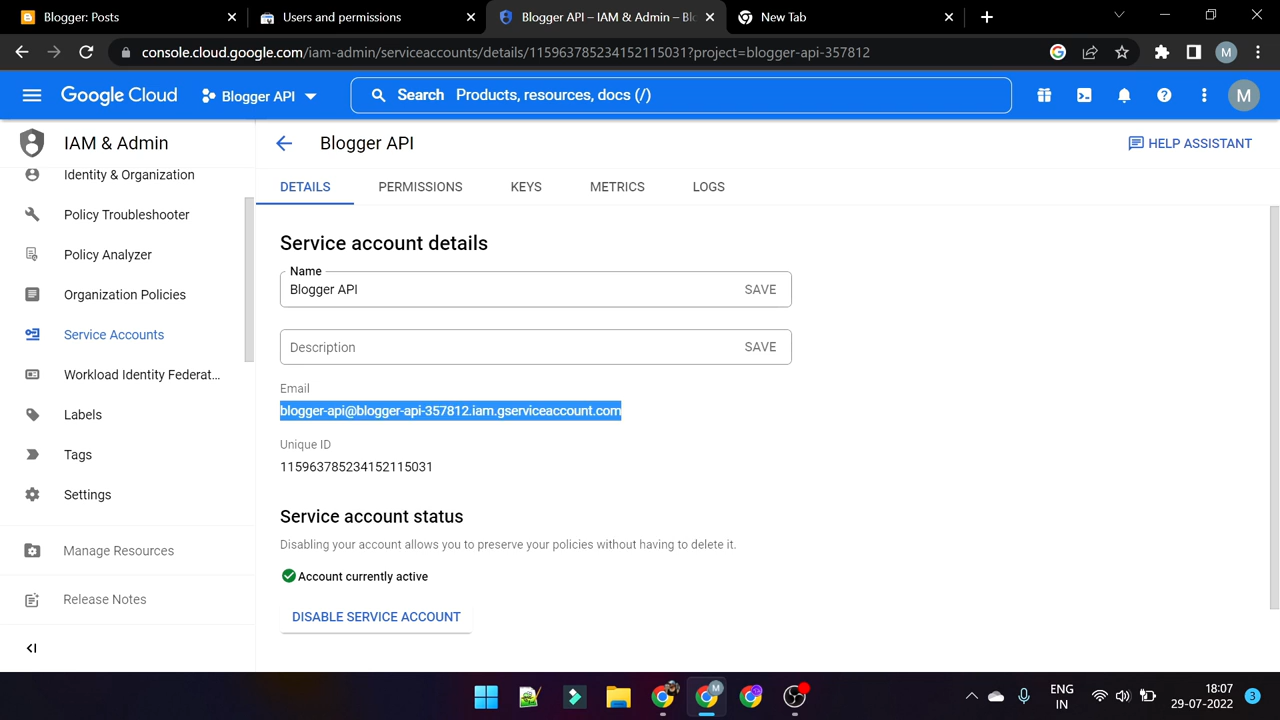 Blogger: Posts
Users and permissions
Blogger API – IAM & Admin – Blo
New Tab
console.cloud.google.com/iam-admin/serviceaccounts/details/115963785234152115031?project=blogger-api-357812
M
Google Cloud
Blogger API
Search Products, resources, docs (/)
M
IAM & Admin
Identity & Organization
Policy Troubleshooter
Policy Analyzer
Organization Policies
Service Accounts
Workload Identity Federat...
Labels
Tags
Settings
Manage Resources
Release Notes
Blogger API
HELP ASSISTANT
DETAILS
PERMISSIONS
KEYS
METRICS
LOGS
Service account details
Name
Blogger API
SAVE
Description
SAVE
Email
blogger-api@blogger-api-357812.iam.gserviceaccount.com
Unique ID
115963785234152115031
Service account status
Disabling your account allows you to preserve your policies without having to delete it.
Account currently active
DISABLE SERVICE ACCOUNT
M
ENG
IN
18:07
29-07-2022
3